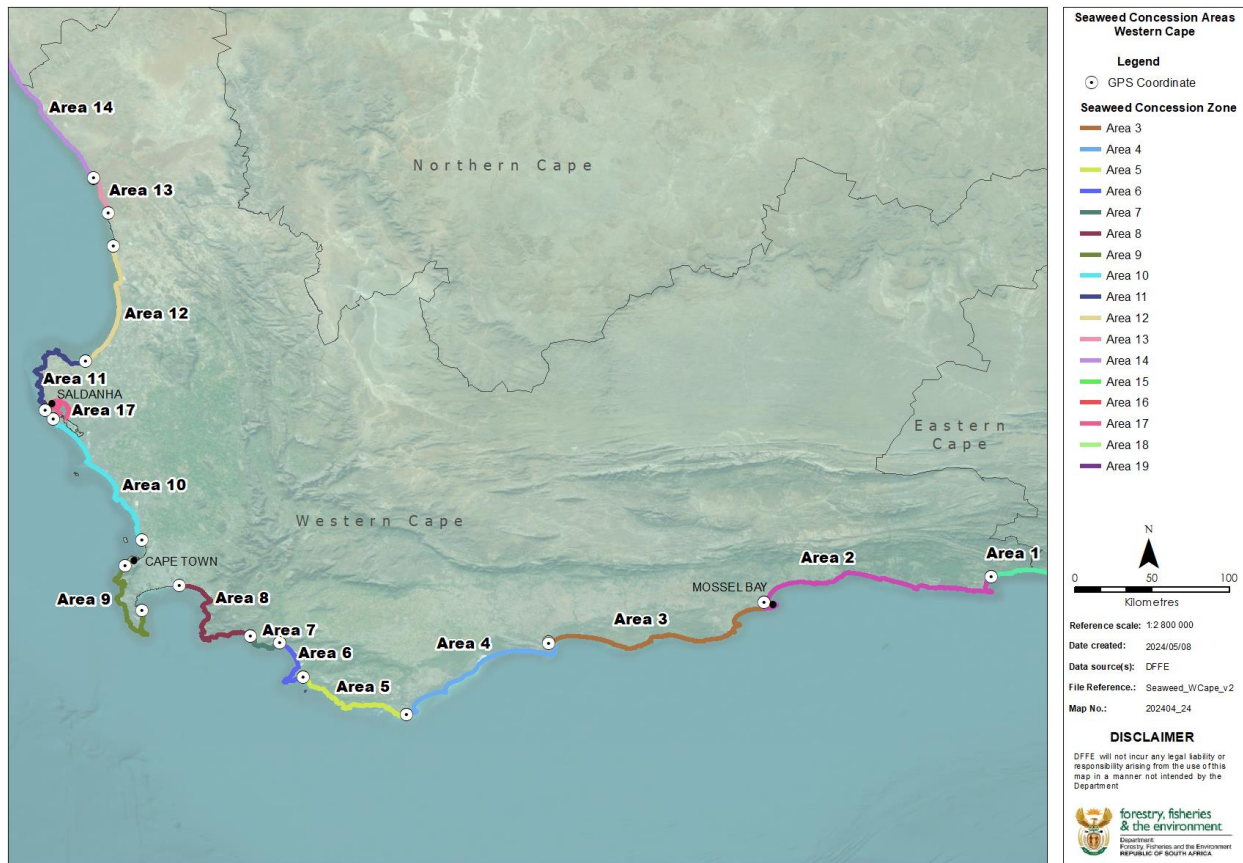 Area 14
Area 13
Area 12
Area 11
SALDANHA
Area 17
Area 10
CAPE TOWN
Area 9
Area 8
Area 7
Area 6
Area 5
Area 4
Area 3
MOSSEL BAY
Area 2
Area 1
Northern Cape
Eastern
Cape
Western Cape
Seaweed Concession Areas
Western Cape
Legend
GPS Coordinate
Seaweed Concession Zone
Area 3
Area 4
Area 5
Area 6
Area 7
Area 8
Area 9
Area 10
Area 11
Area 12
Area 13
Area 14
Area 15
Area 16
Area 17
Area 18
Area 19
N
0 50 100
Kilometres
Reference scale: 1:2 800 000
Date created: 2024/05/08
Data source(s): DFFE
File Reference.: Seaweed_WCape_v2
Map No.: 202404_24
DISCLAIMER
DFFE will not incur any legal liability or
responsibility arising from the use of this
map in a manner not intended by the
Department
forestry, fisheries
& the environment
Department:
Forestry, Fisheries and the Environment
REPUBLIC OF SOUTH AFRICA